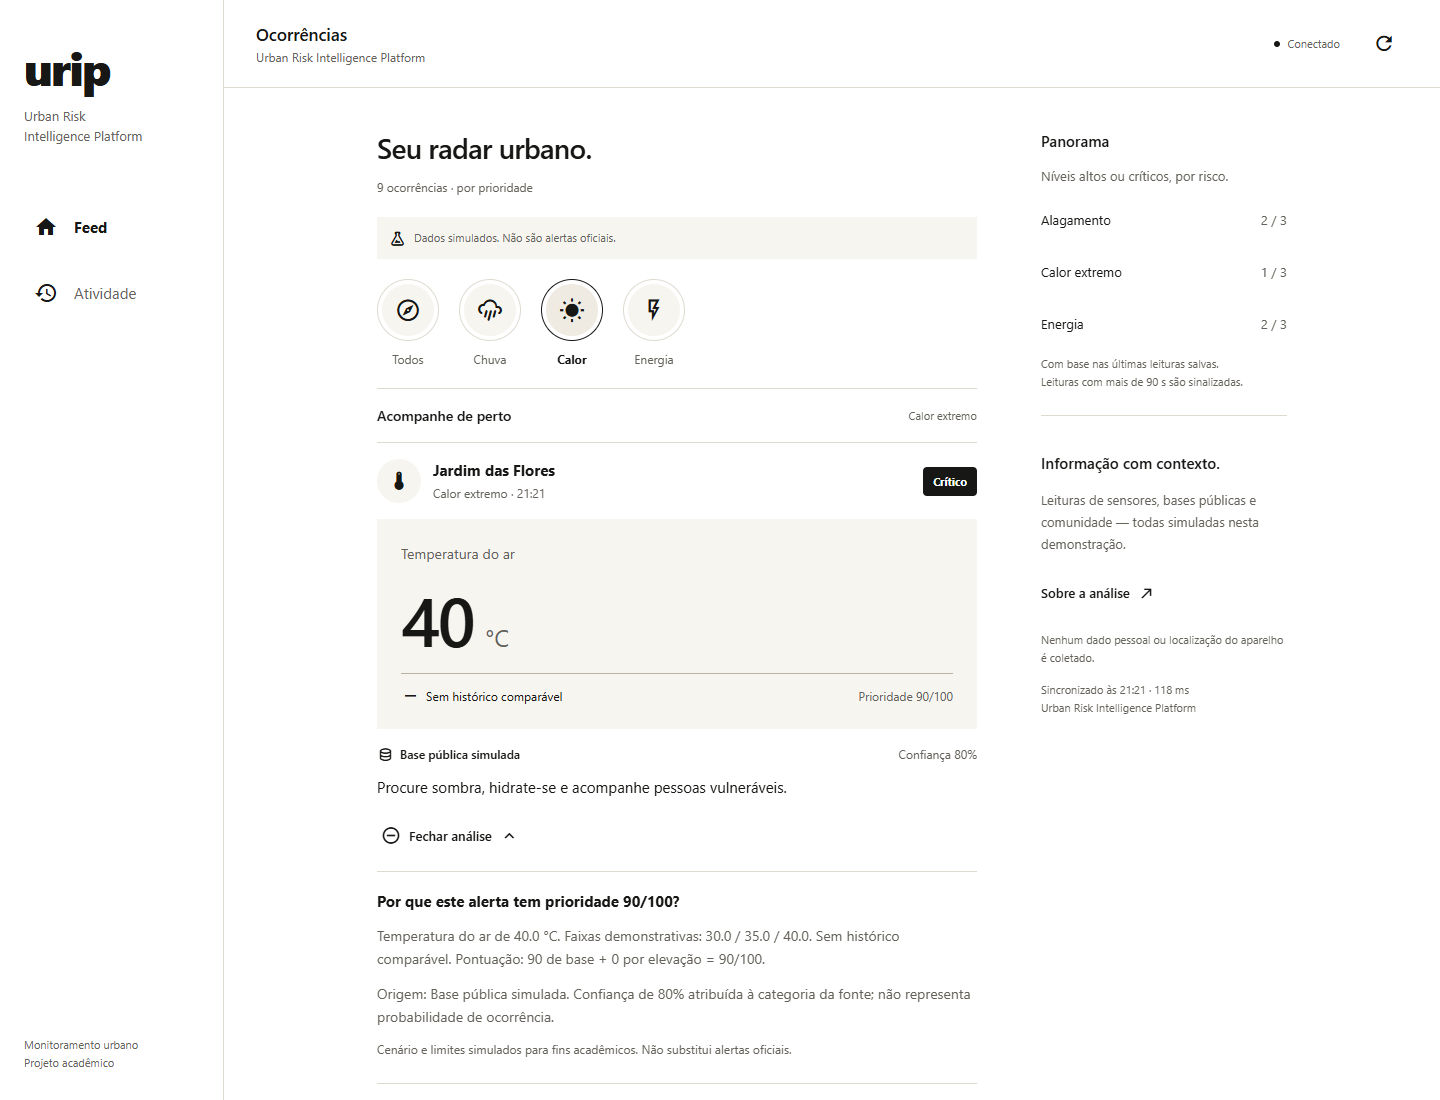 urip
Urban Risk
Intelligence Platform
Feed
Atividade
Monitoramento urbano
Projeto acadêmico
Ocorrências
Urban Risk Intelligence Platform
Conectado
Seu radar urbano.
9 ocorrências · por prioridade
Dados simulados. Não são alertas oficiais.
Todos
Chuva
Calor
Energia
Acompanhe de perto
Calor extremo
Jardim das Flores
Calor extremo · 21:21
Crítico
Temperatura do ar
40 °C
Sem histórico comparável
Prioridade 90/100
Base pública simulada
Confiança 80%
Procure sombra, hidrate-se e acompanhe pessoas vulneráveis.
Fechar análise
Por que este alerta tem prioridade 90/100?
Temperatura do ar de 40.0 °C. Faixas demonstrativas: 30.0 / 35.0 / 40.0. Sem histórico
comparável. Pontuação: 90 de base + 0 por elevação = 90/100.
Origem: Base pública simulada. Confiança de 80% atribuída à categoria da fonte; não representa
probabilidade de ocorrência.
Cenário e limites simulados para fins acadêmicos. Não substitui alertas oficiais.
Panorama
Níveis altos ou críticos, por risco.
Alagamento 2 / 3
Calor extremo 1 / 3
Energia 2 / 3
Com base nas últimas leituras salvas.
Leituras com mais de 90 s são sinalizadas.
Informação com contexto.
Leituras de sensores, bases públicas e
comunidade — todas simuladas nesta
demonstração.
Sobre a análise
Nenhum dado pessoal ou localização do aparelho
é coletado.
Sincronizado às 21:21 · 118 ms
Urban Risk Intelligence Platform